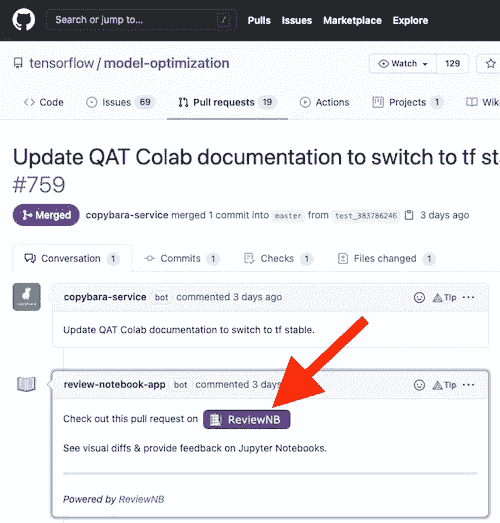 Search or jump to... / Pulls Issues Marketplace Explore
tensorflow / model-optimization Watch 129
Code Issues 69 Pull requests 19 Actions Projects 1 Wiki
Update QAT Colab documentation to switch to tf sta
#759
Merged copybara-service merged 1 commit into master from test_383786246 3 days ago
Conversation 1 Commits 1 Checks 1 Files changed 1
copybara-service bot commented 3 days ago Tip ...
Update QAT Colab documentation to switch to tf stable.
review-notebook-app bot commented 3 days Tip ...
Check out this pull request on ReviewNB
See visual diffs & provide feedback on Jupyter Notebooks.
Powered by ReviewNB